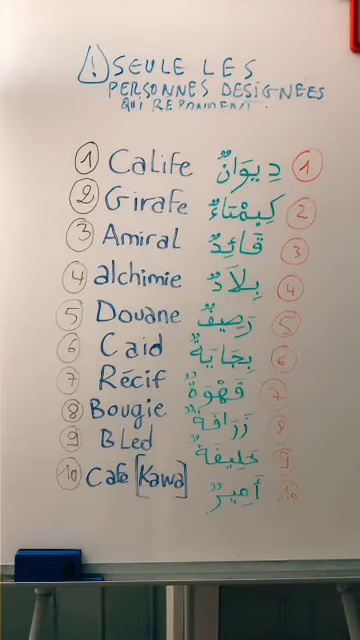 ⚠ SEULE LES
PERSONNES DESIGNEES
QUI REPONDENT.
① Calife دِيوَانٌ ①
② Girafe كِيمْتَاءٌ ②
③ Amiral قَائِدٌ ③
④ alchimie بِلَادٌ ④
⑤ Douane رَصِيفٌ ⑤
⑥ Caid بِجَايَةٌ ⑥
⑦ Récif قَهْوَةٌ ⑦
⑧ Bougie زَرَافَةٌ 8
⑨ Bled خَلِيفَةٌ ⑨
⑩ Cafe [Kawa] أَمِيرٌ 10